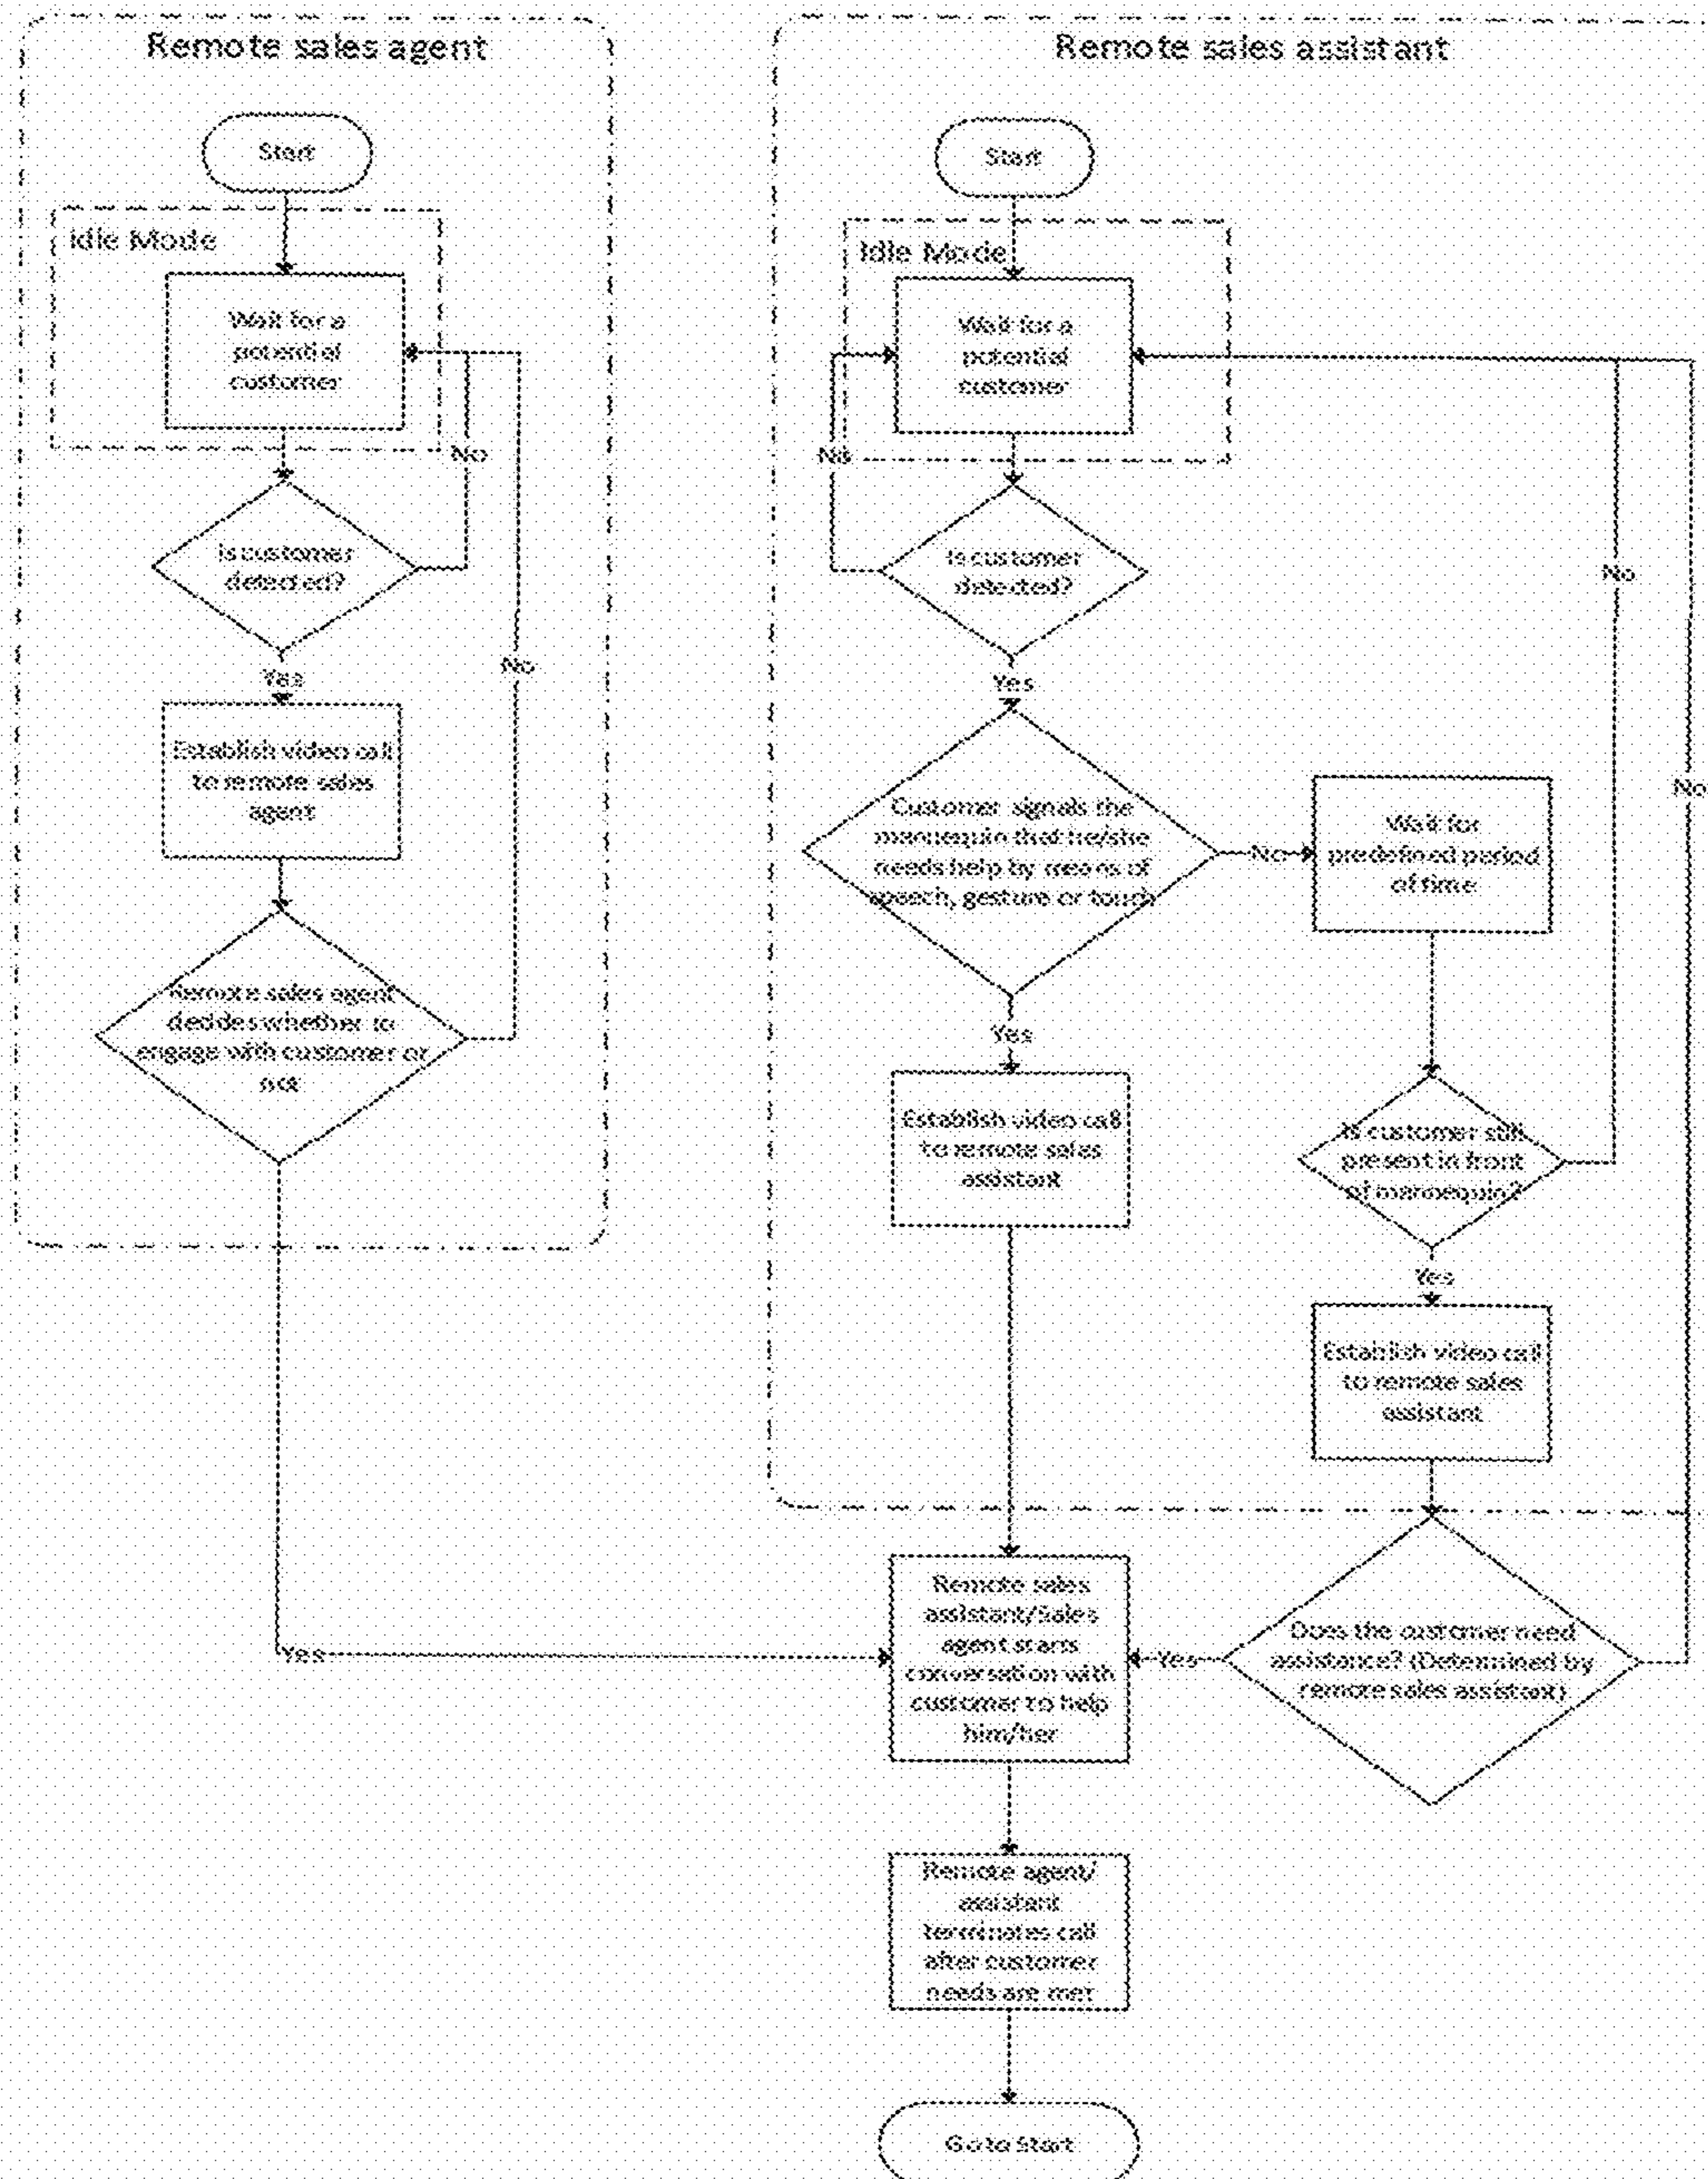 Remote sales agent
Start
Idle Mode
Wait for a
potential
customer
No
Is customer
detected?
Yes
No
Establish video call
to remote sales
agent
Remote sales agent
decides whether to
engage with customer or
not
Yes
Remote sales assistant
Start
Idle Mode
Wait for a
potential
customer
No
Is customer
detected?
Yes
Customer signals the
mannequin that he/she
needs help by means of
speech, gesture or touch
No
Wait for
predefined period
of time
No
No
Yes
Establish video call
to remote sales
assistant
Is customer still
present in front
of mannequin?
Yes
Establish video call
to remote sales
assistant
Remote sales
assistant/Sales
agent starts
conversation with
customer to help
him/her
Yes
Does the customer need
assistance? (Determined by
remote sales assistant)
Remote agent/
assistant
terminates call
after customer
needs are met
Go to Start